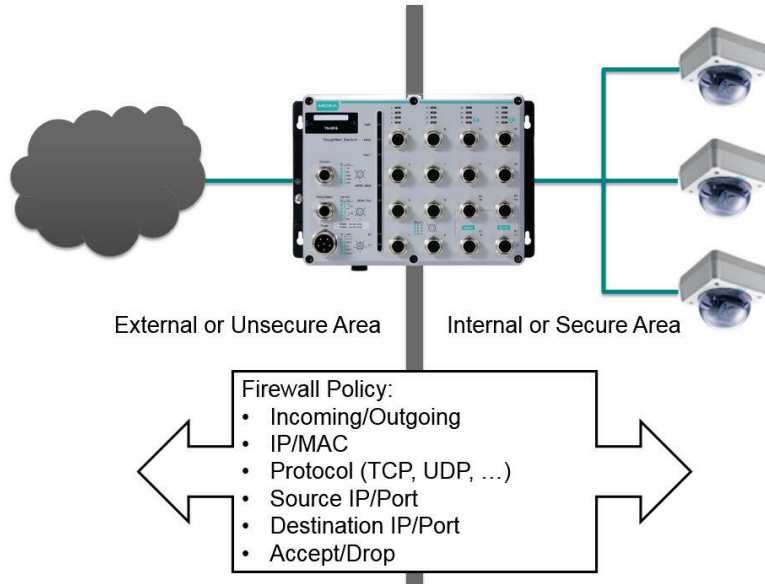 MOXA
External or Unsecure Area
Internal or Secure Area
Firewall Policy:
• Incoming/Outgoing
• IP/MAC
• Protocol (TCP, UDP, …)
• Source IP/Port
• Destination IP/Port
• Accept/Drop